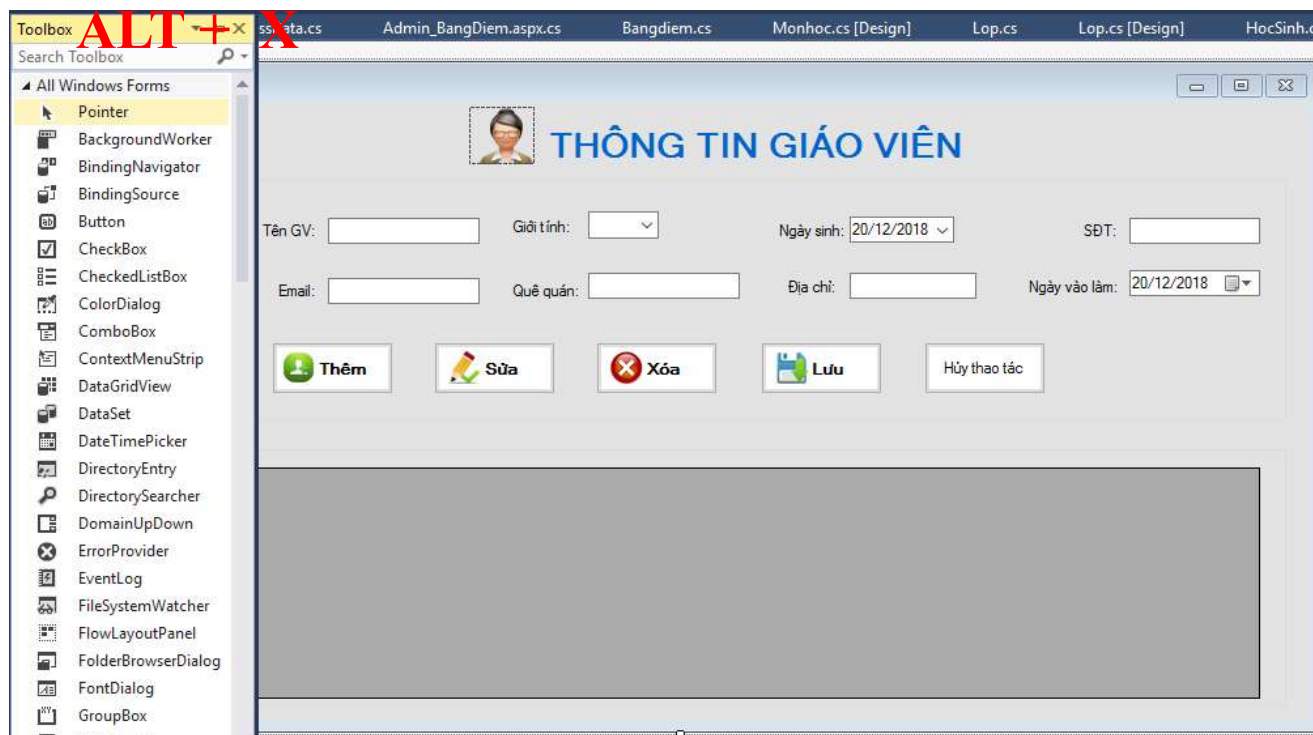 Toolbox
ALT + X
ssData.cs Admin_BangDiem.aspx.cs Bangdiem.cs Monhoc.cs [Design] Lop.cs Lop.cs [Design] HocSinh.c
Search Toolbox
All Windows Forms
Pointer
BackgroundWorker
BindingNavigator
BindingSource
Button
CheckBox
CheckedListBox
ColorDialog
ComboBox
ContextMenuStrip
DataGridView
DataSet
DateTimePicker
DirectoryEntry
DirectorySearcher
DomainUpDown
ErrorProvider
EventLog
FileSystemWatcher
FlowLayoutPanel
FolderBrowserDialog
FontDialog
GroupBox
THÔNG TIN GIÁO VIÊN
Tên GV: Giới tính: Ngày sinh: 20/12/2018 SĐT:
Email: Quê quán: Địa chỉ: Ngày vào làm: 20/12/2018
Thêm Sửa Xóa Lưu Hủy thao tác